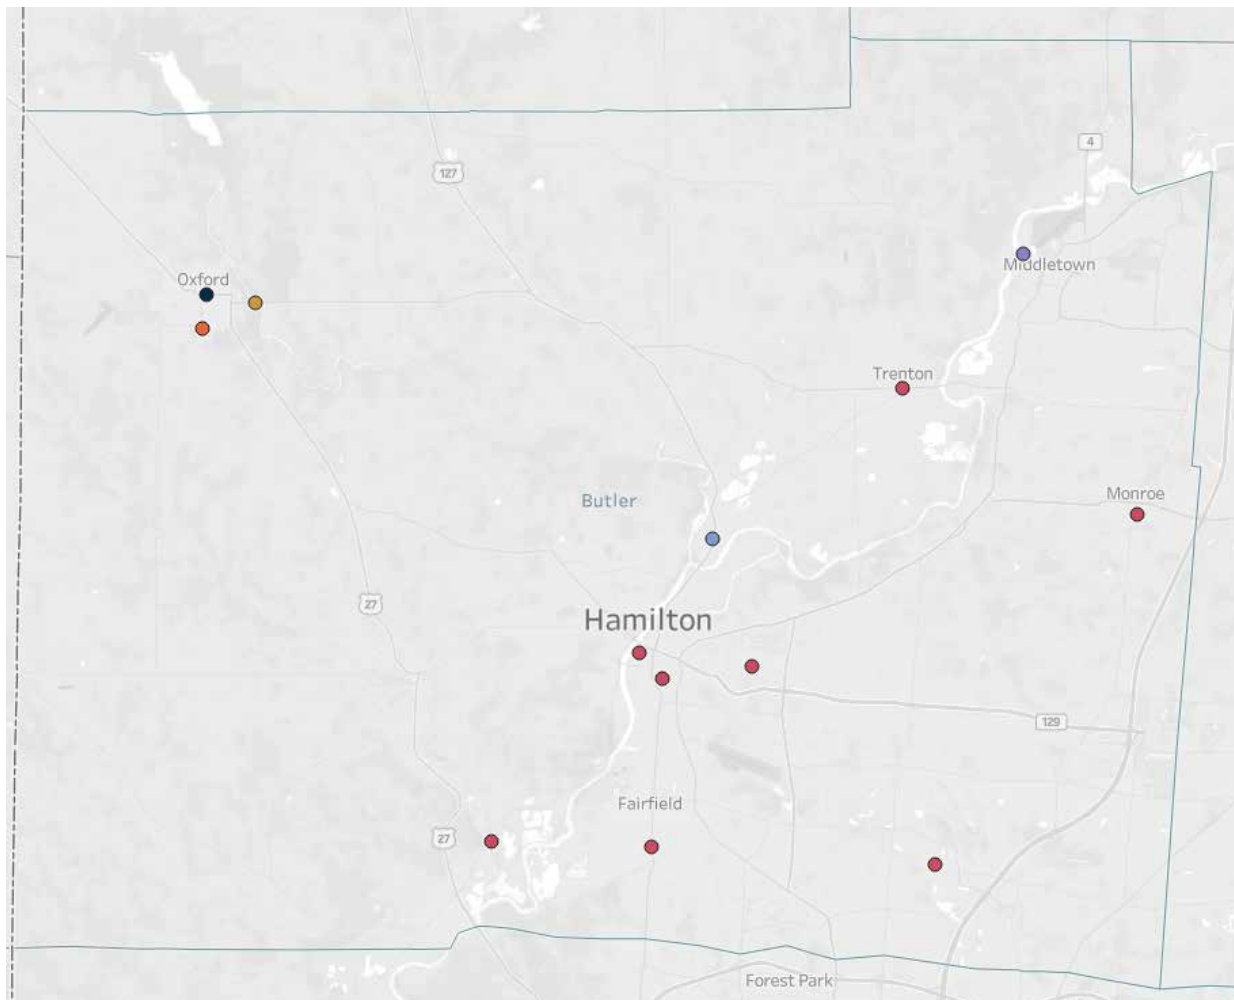 127
4
Oxford
Middletown
Trenton
Butler
Monroe
27
Hamilton
129
Fairfield
27
Forest Park